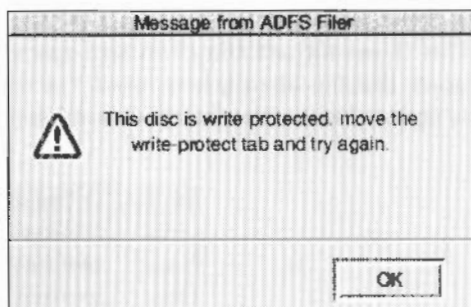 Message from ADFS Filer
This disc is write protected, move the
write-protect tab and try again.
OK